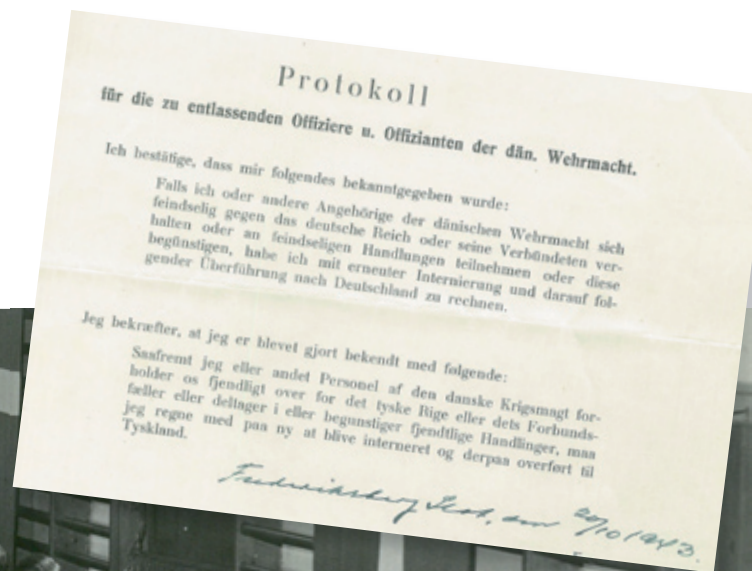 Protokoll
für die zu entlassenden Offiziere u. Offizianten der dän. Wehrmacht.
Ich bestätige, dass mir folgendes bekanntgegeben wurde:
Falls ich oder andere Angehörige der dänischen Wehrmacht sich
feindselig gegen das deutsche Reich oder seine Verbündeten ver-
halten oder an feindseligen Handlungen teilnehmen oder diese
begünstigen, habe ich mit erneuter Internierung und darauf fol-
gender Überführung nach Deutschland zu rechnen.
Jeg bekræfter, at jeg er blevet gjort bekendt med følgende:
Saafremt jeg eller andet Personel af den danske Krigsmagt for-
holder os fjendligt over for det tyske Rige eller dets Forbunds-
fæller eller deltager i eller begunstiger fjendtlige Handlinger, maa
jeg regne med paa ny at blive interneret og derpaa overført til
Tyskland.
Frederiksberg Slot, den 20/10 1943.